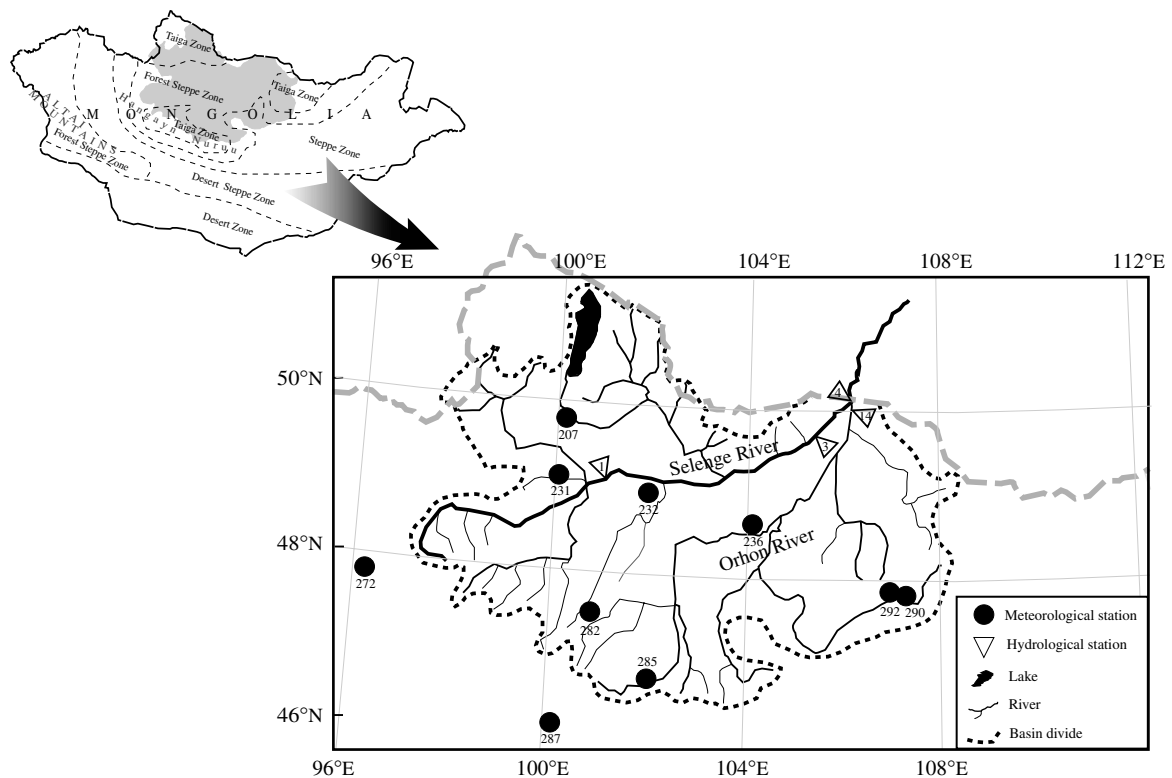 Taiga Zone
Forest Steppe Zone
Taiga Zone
M O N G O L I A
ALTAJ
MOUNTAINS
Hangayn Nuruu
Taiga Zone
Steppe Zone
Forest Steppe Zone
Desert Steppe Zone
Desert Zone
96°E 100°E 104°E 108°E 112°E
50°N
4
14
207
3
Selenge River
1
231
232
236
48°N
Orhon River
272
292 290
282
285
46°N
287
Meteorological station
Hydrological station
Lake
River
Basin divide
96°E 100°E 104°E 108°E